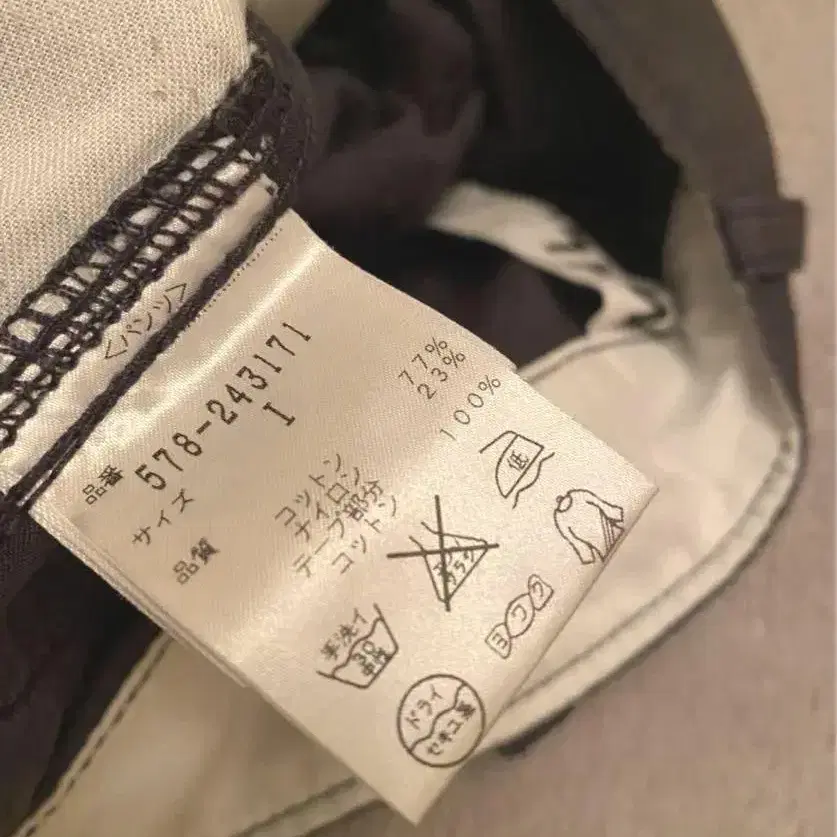 <パンツ>
品番 578-243171
サイズ I
品質 コットン 77%
ナイロン 23%
テープ部分
コットン 100%
手洗イ
30
中性
エンソ
サラシ
低
ドライ
セキユ系
ヨワク